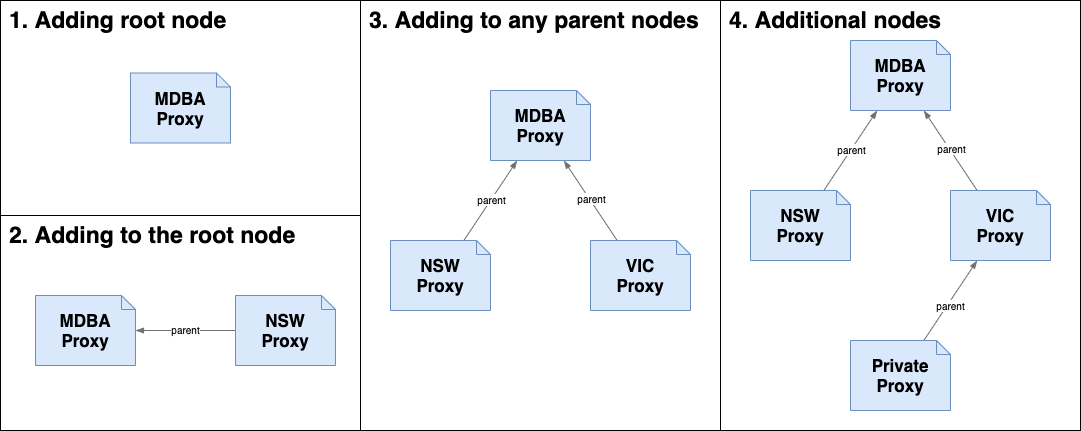 1. Adding root node
MDBA
Proxy
2. Adding to the root node
MDBA
Proxy
parent
NSW
Proxy
3. Adding to any parent nodes
MDBA
Proxy
parent
parent
NSW
Proxy
VIC
Proxy
4. Additional nodes
MDBA
Proxy
parent
parent
NSW
Proxy
VIC
Proxy
parent
Private
Proxy